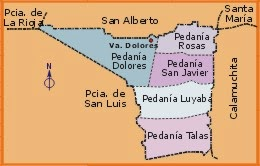 Santa
María
San Alberto
Pcia. de
La Rioja
Va. Dolores
Pedanía
Rosas
Pedanía
Dolores
Pedanía
San Javier
Pcia. de
San Luis
Pedanía Luyaba
Calamuchita
Pedanía Talas
N